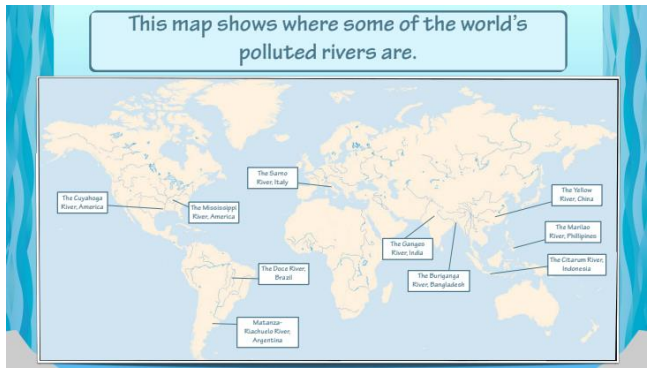 This map shows where some of the world's
polluted rivers are.
The Sarno
River, Italy
The Cuyahoga
River, America
The Mississippi
River, America
The Yellow
River, China
The Marilao
River, Phillipines
The Ganges
River, India
The Citarum River,
Indonesia
The Doce River,
Brazil
The Buriganga
River, Bangladesh
Matanza-
Riachuelo River,
Argentina